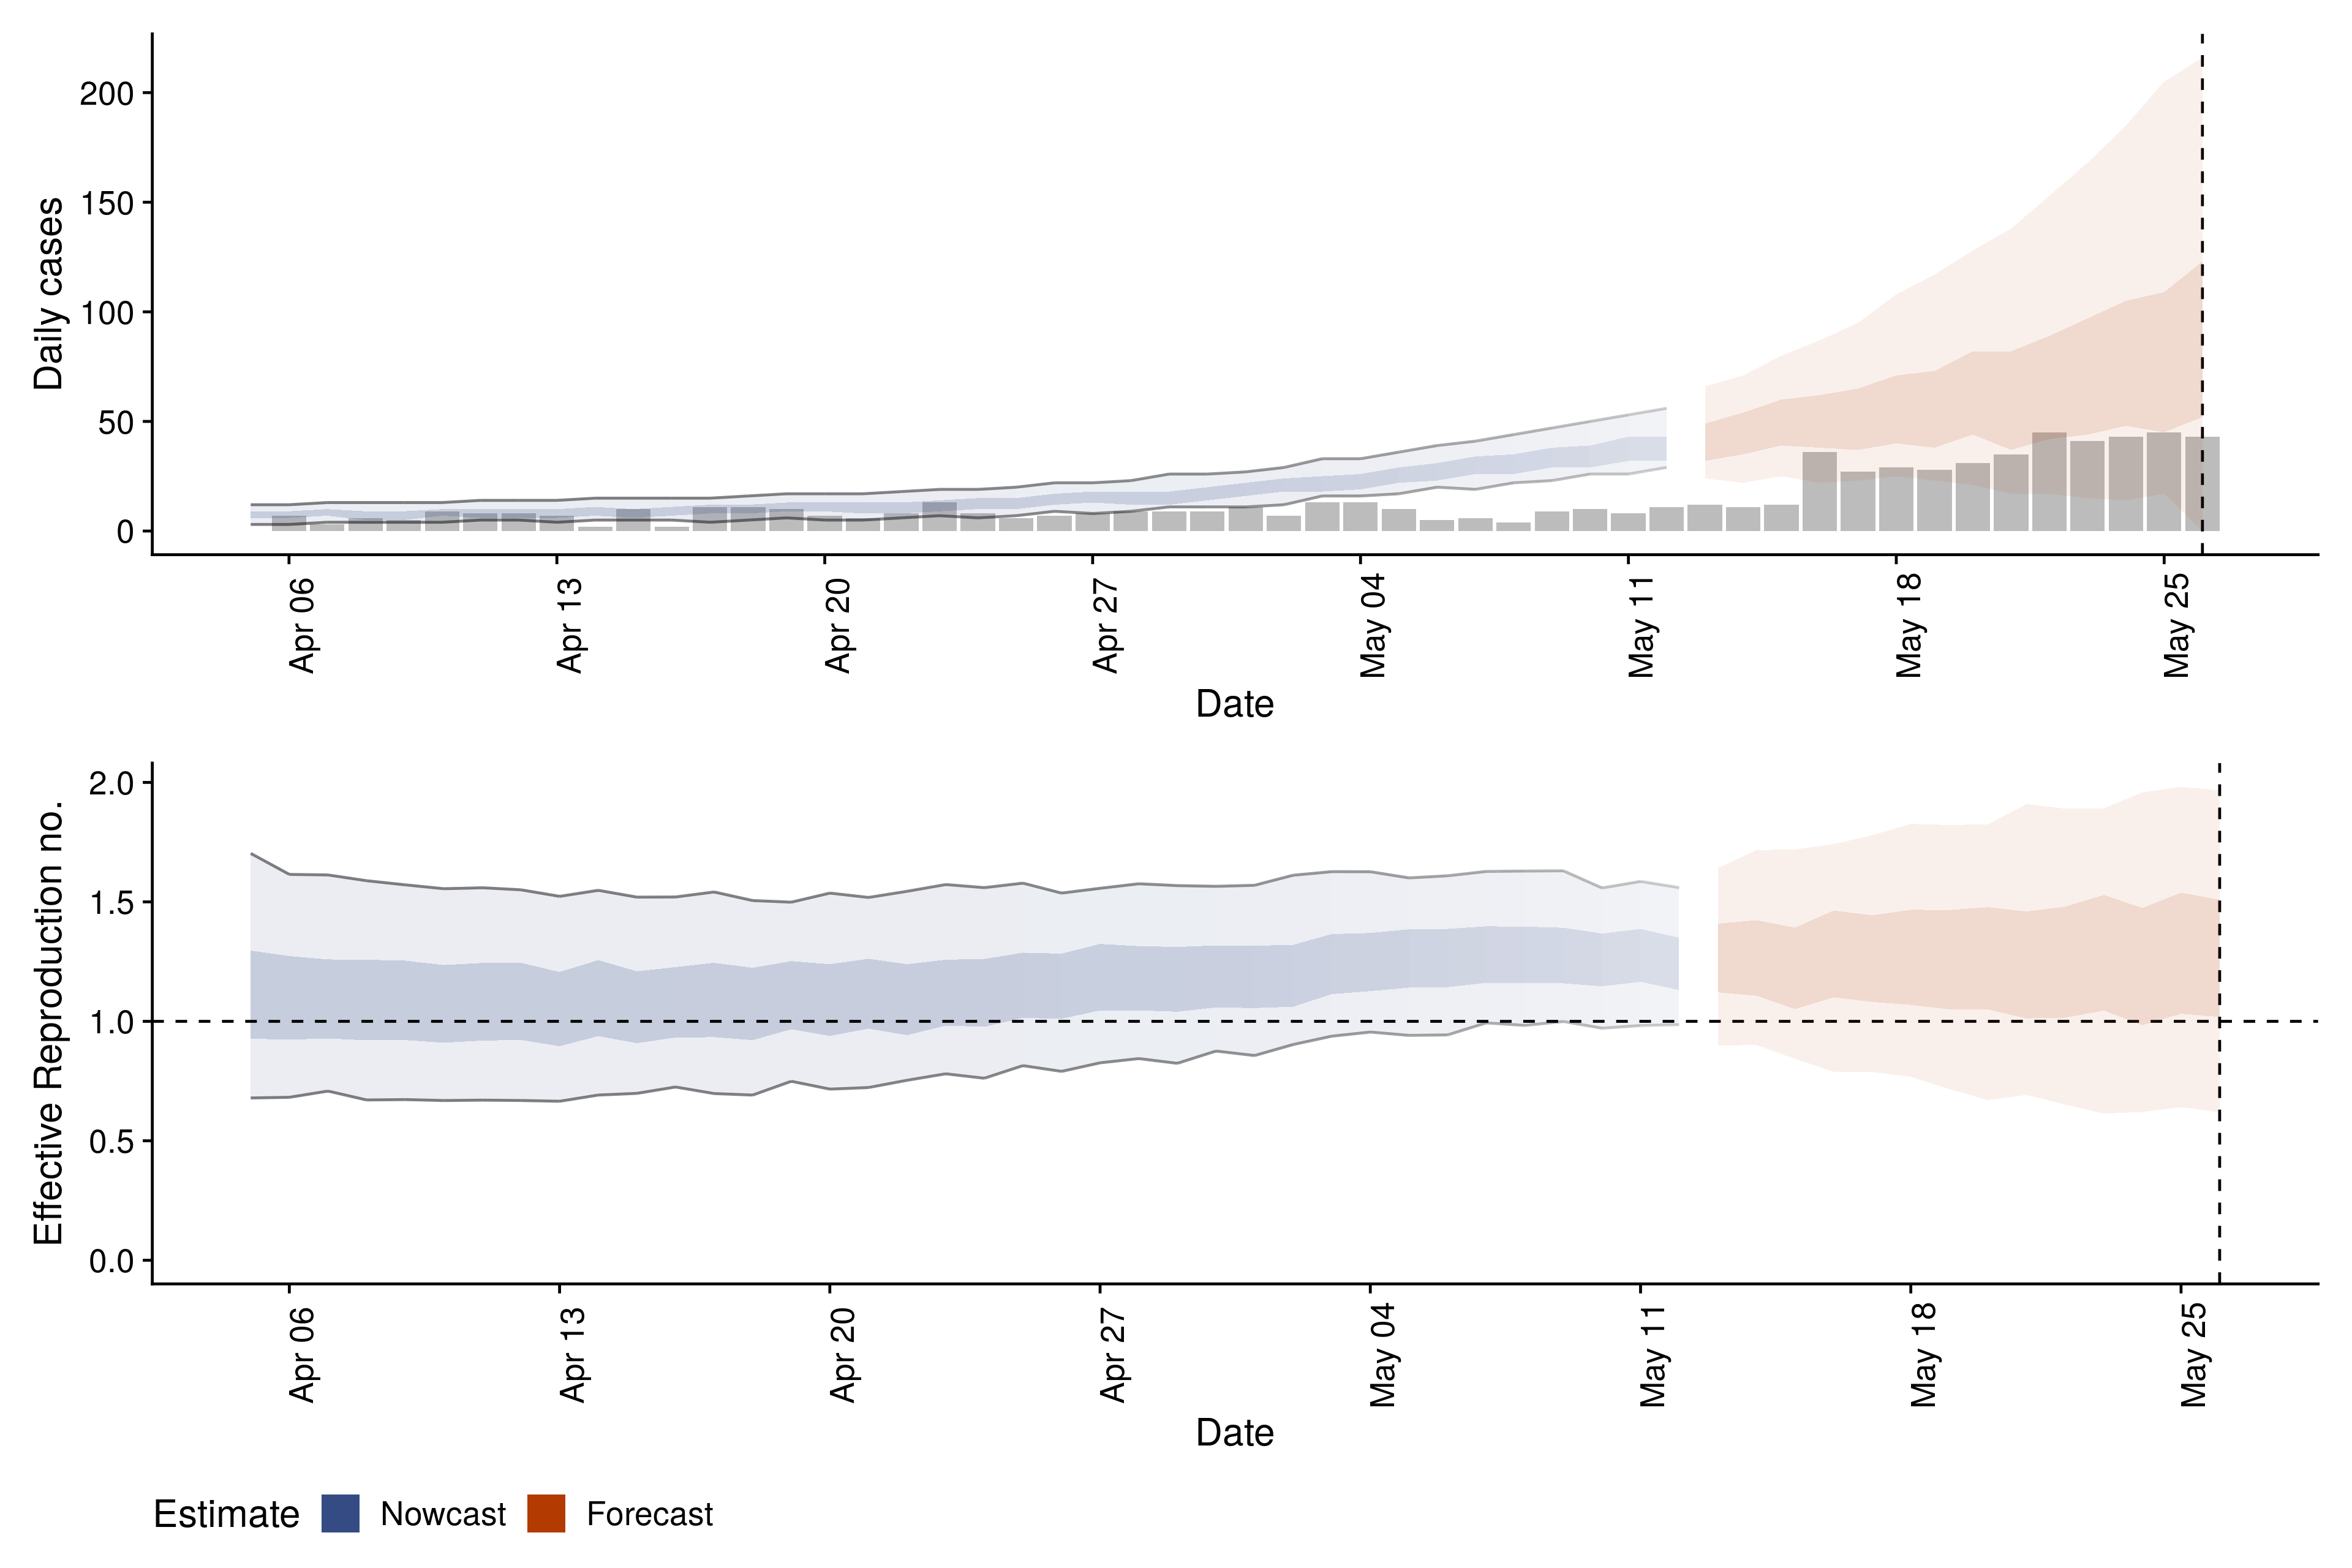 Daily cases
200
150
100
50
0
Apr 06
Apr 13
Apr 20
Apr 27
May 04
May 11
May 18
May 25
Date
Effective Reproduction no.
2.0
1.5
1.0
0.5
0.0
Apr 06
Apr 13
Apr 20
Apr 27
May 04
May 11
May 18
May 25
Date
Estimate Nowcast Forecast